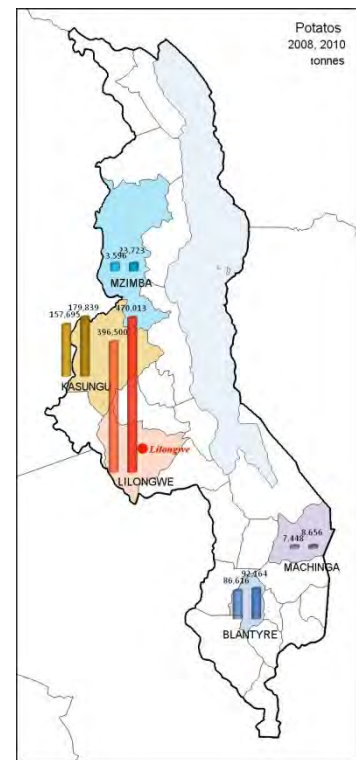 Potatos
2008, 2010
tonnes
23,723
3,596
MZIMBA
179,839
470,013
157,695
396,500
KASUNGU
Lilongwe
LILONGWE
8,656
7,448
MACHINGA
92,164
86,616
BLANTYRE